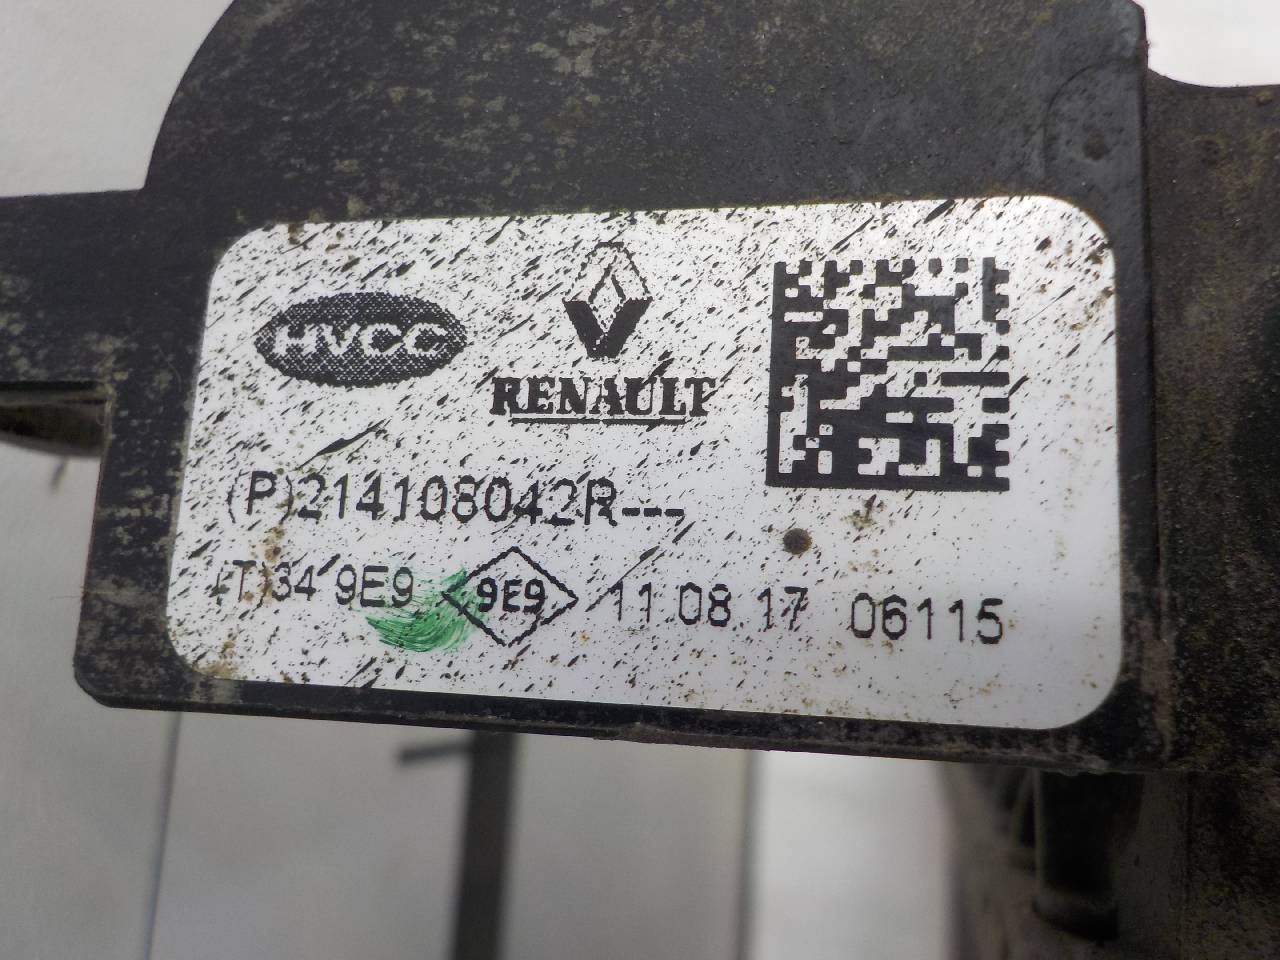 HVCC
RENAULT
(P)214108042R---
(T)34 9E9 9E9 11.08.17 06115